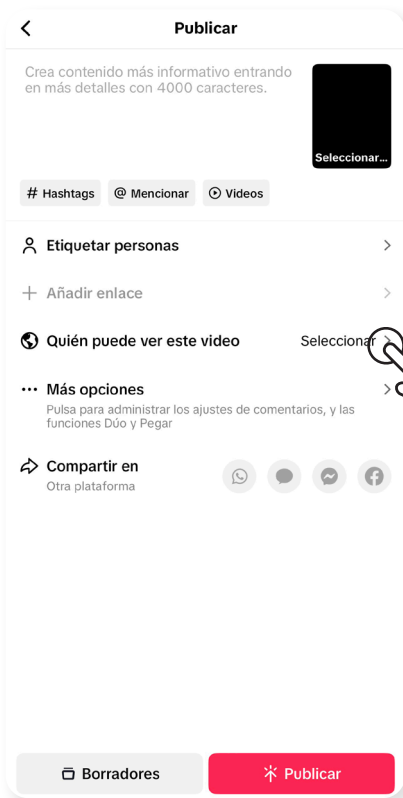 Publicar
Crea contenido más informativo entrando
en más detalles con 4000 caracteres.
Seleccionar...
# Hashtags @ Mencionar Videos
Etiquetar personas
Añadir enlace
Quién puede ver este video Seleccionar
Más opciones
Pulsa para administrar los ajustes de comentarios, y las
funciones Dúo y Pegar
Compartir en
Otra plataforma
Borradores Publicar